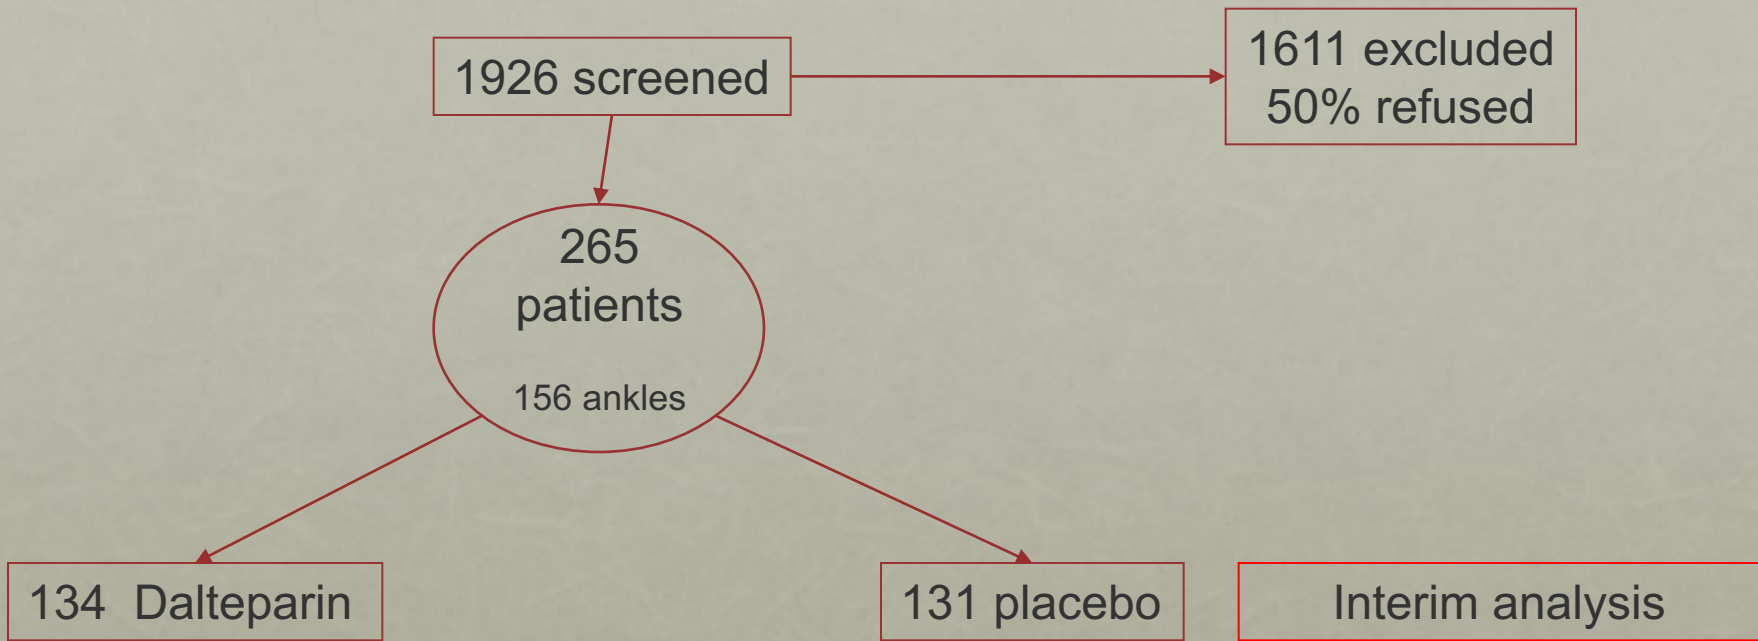 1926 screened
1611 excluded
50% refused
265
patients
156 ankles
134 Dalteparin
131 placebo
Interim analysis